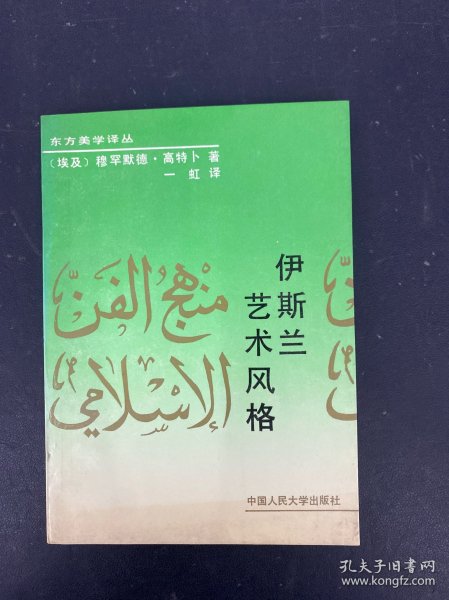 东方美学译丛
(埃及) 穆罕默德·高特卜 著
一 虹 译
伊斯兰
艺术风格
منهج الفن
الإسلامي
中国人民大学出版社
孔夫子旧书网
www.kongfz.com